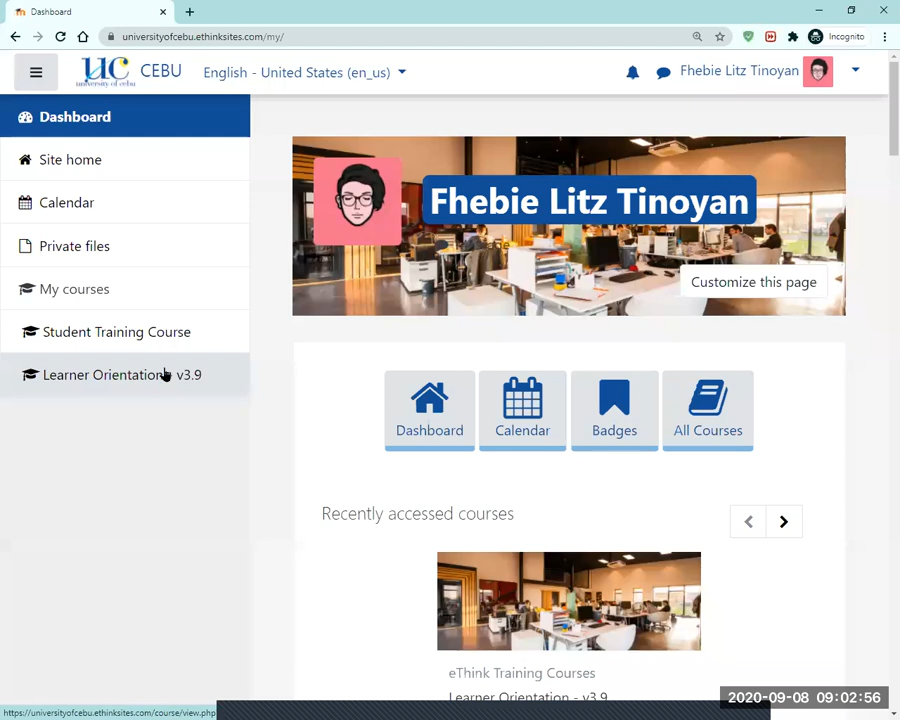 Dashboard
universityofcebu.ethinksites.com/my/
Incognito
uc
university of cebu
CEBU
English - United States (en_us)
Fhebie Litz Tinoyan
Dashboard
Site home
Calendar
Private files
My courses
Student Training Course
Learner Orientation v3.9
Fhebie Litz Tinoyan
Customize this page
Dashboard
Calendar
Badges
All Courses
Recently accessed courses
eThink Training Courses
Learner Orientation - v3.9
https://universityofcebu.ethinksites.com/course/view.php
2020-09-08 09:02:56